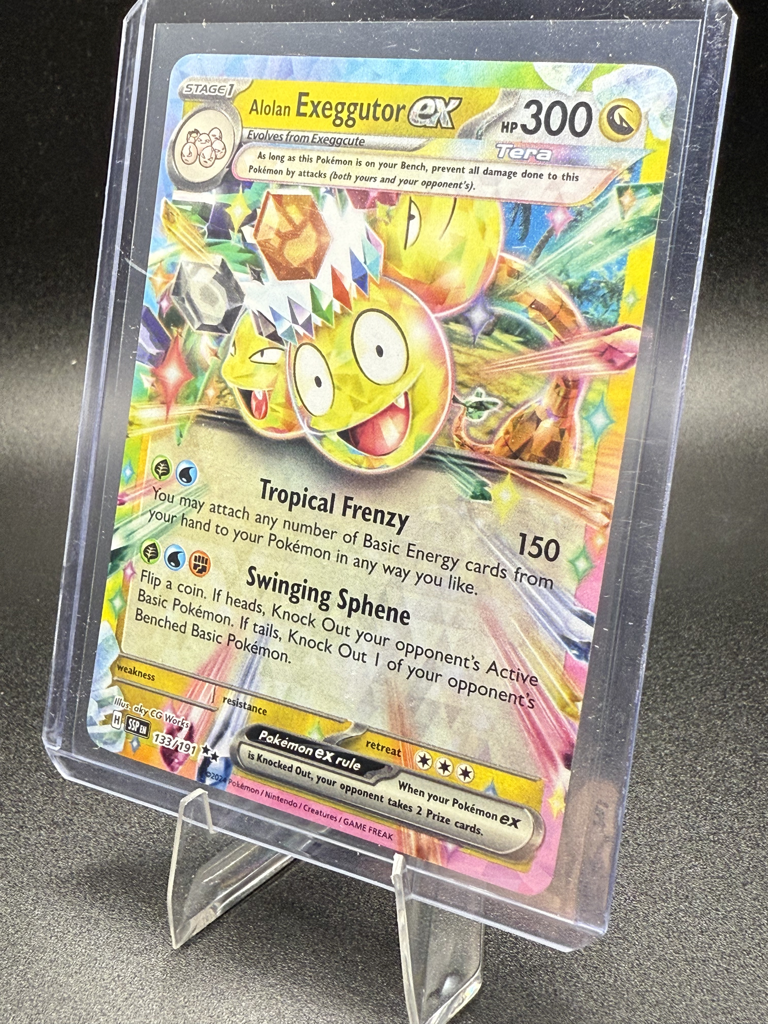 STAGE 1
Alolan Exeggutor ex
HP 300
Evolves from Exeggcute
Tera
As long as this Pokémon is on your Bench, prevent all damage done to this
Pokémon by attacks (both yours and your opponent's).
Tropical Frenzy 150
You may attach any number of Basic Energy cards from
your hand to your Pokémon in any way you like.
Swinging Sphene
Flip a coin. If heads, Knock Out your opponent's Active
Basic Pokémon. If tails, Knock Out 1 of your opponent's
Benched Basic Pokémon.
weakness
resistance
retreat
Illus. aky CG Works
H SSP EN 133/191
Pokémon ex rule
When your Pokémon ex
is Knocked Out, your opponent takes 2 Prize cards.
©2024 Pokémon / Nintendo / Creatures / GAME FREAK